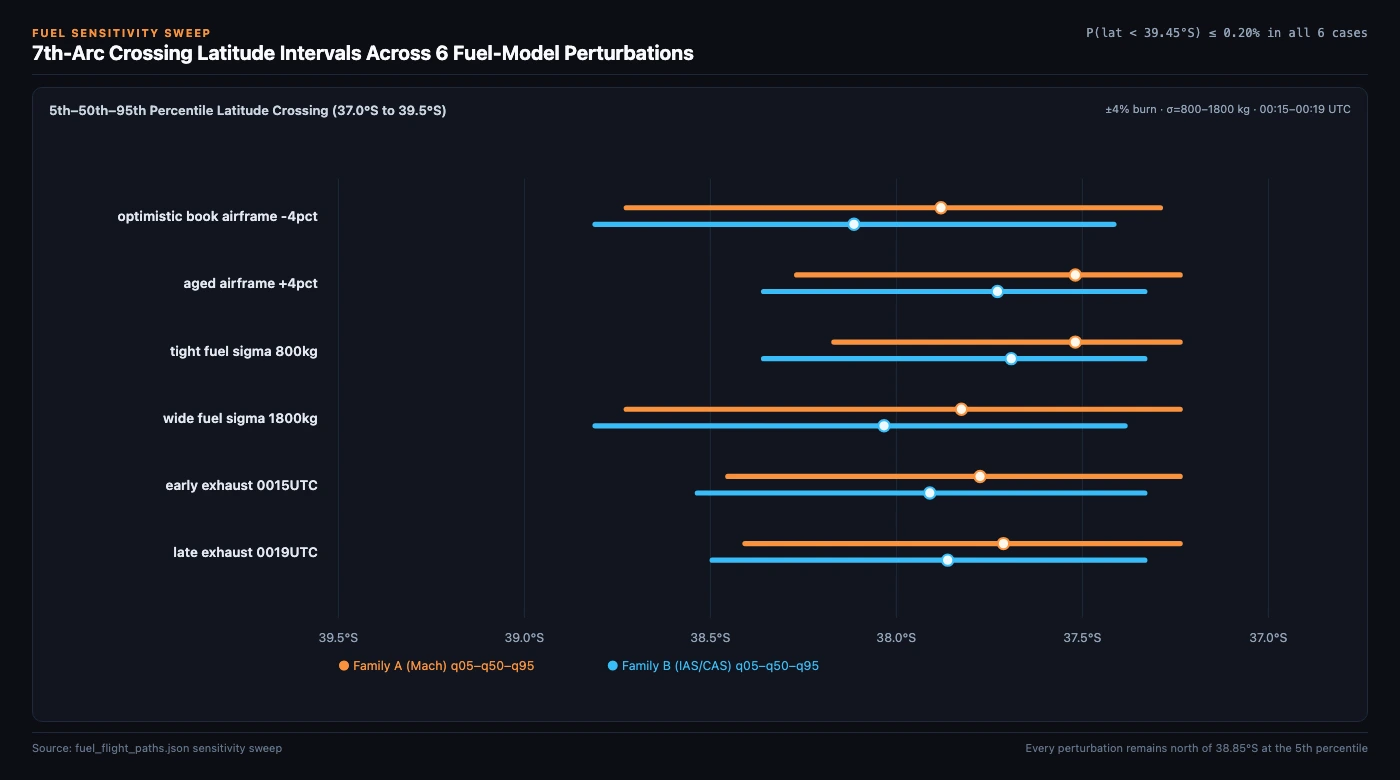 FUEL SENSITIVITY SWEEP
7th-Arc Crossing Latitude Intervals Across 6 Fuel-Model Perturbations
P(lat < 39.45°S) ≤ 0.20% in all 6 cases
5th–50th–95th Percentile Latitude Crossing (37.0°S to 39.5°S)
±4% burn · σ=800–1800 kg · 00:15–00:19 UTC
optimistic book airframe -4pct
aged airframe +4pct
tight fuel sigma 800kg
wide fuel sigma 1800kg
early exhaust 0015UTC
late exhaust 0019UTC
39.5°S 39.0°S 38.5°S 38.0°S 37.5°S 37.0°S
Family A (Mach) q05–q50–q95
Family B (IAS/CAS) q05–q50–q95
Source: fuel_flight_paths.json sensitivity sweep
Every perturbation remains north of 38.85°S at the 5th percentile